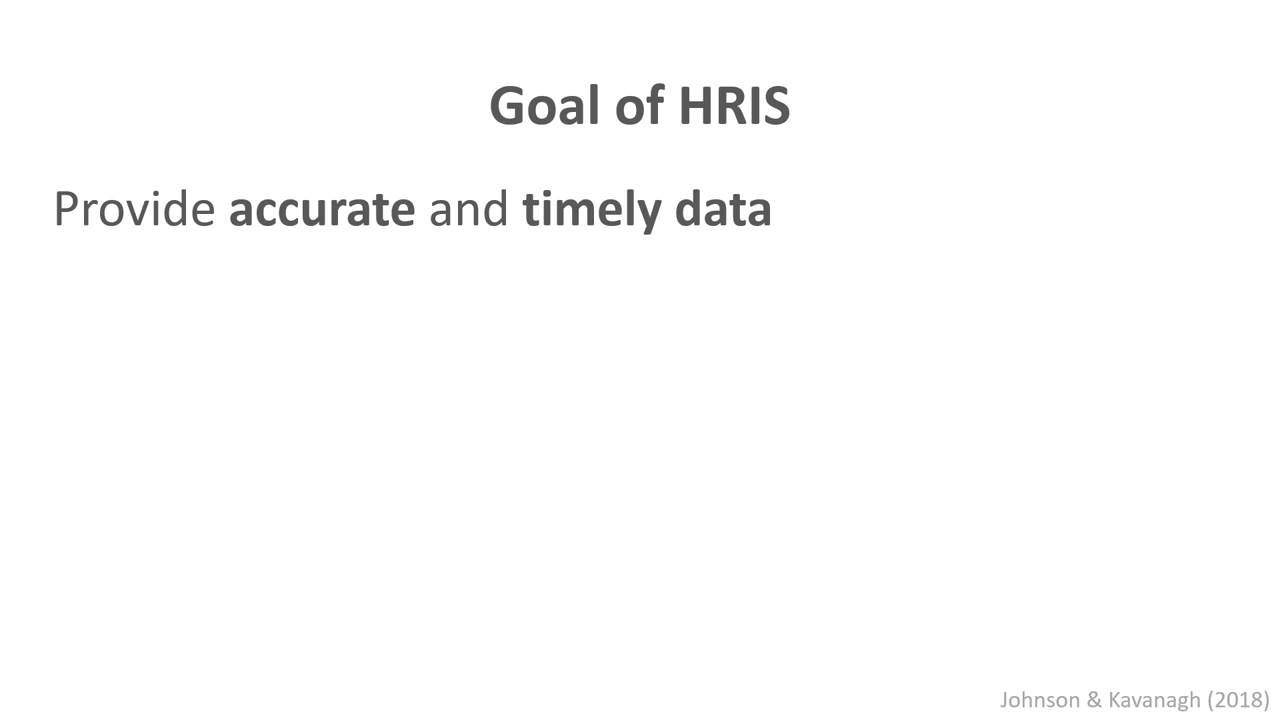 Goal of HRIS
Provide accurate and timely data
Johnson & Kavanagh (2018)